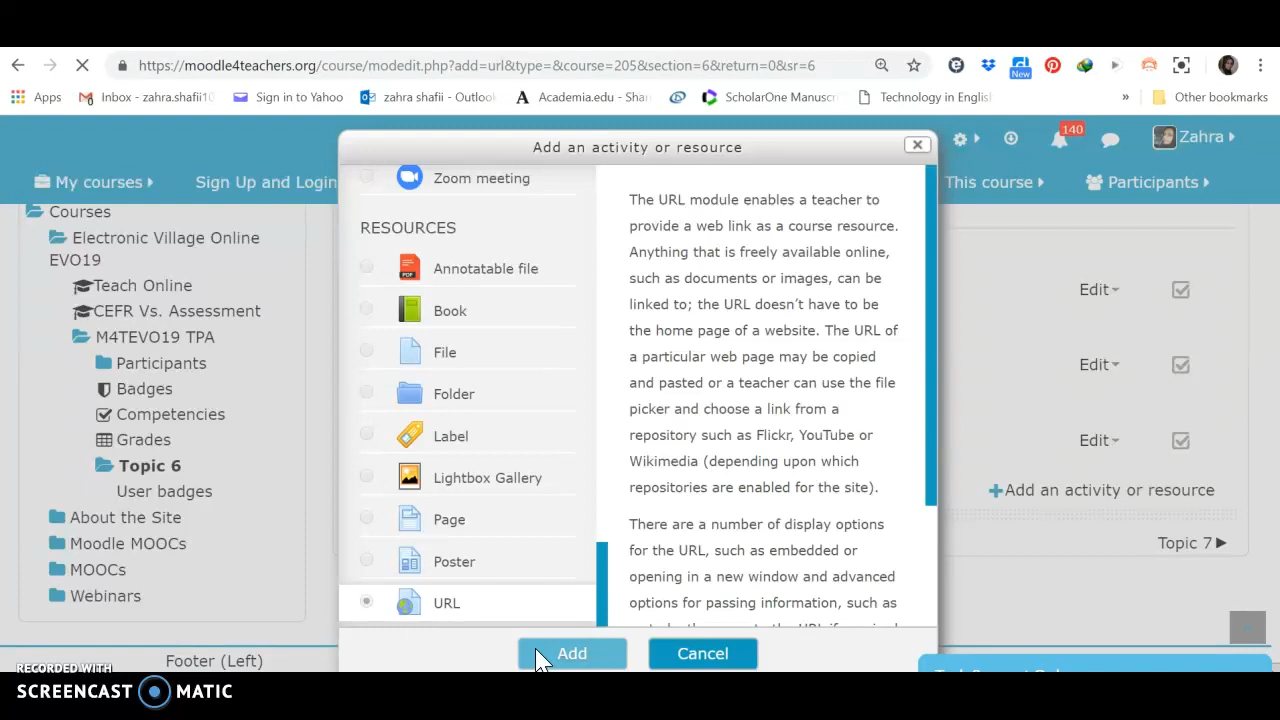 https://moodle4teachers.org/course/modedit.php?add=url&type=&course=205&section=6&return=0&sr=6
New
Apps
Inbox - zahra.shafii10
Sign in to Yahoo
zahra shafii - Outlook
Academia.edu - Shar
ScholarOne Manuscri
Technology in Englis
»
Other bookmarks
140
Zahra
My courses
Sign Up and Login
This course
Participants
Add an activity or resource
Courses
Electronic Village Online
EVO19
Teach Online
CEFR Vs. Assessment
M4TEVO19 TPA
Participants
Badges
Competencies
Grades
Topic 6
User badges
About the Site
Moodle MOOCs
MOOCs
Webinars
Footer (Left)
Zoom meeting
RESOURCES
Annotatable file
PDF
Book
File
Folder
Label
Lightbox Gallery
Page
Poster
URL
The URL module enables a teacher to
provide a web link as a course resource.
Anything that is freely available online,
such as documents or images, can be
linked to; the URL doesn’t have to be
the home page of a website. The URL of
a particular web page may be copied
and pasted or a teacher can use the file
picker and choose a link from a
repository such as Flickr, YouTube or
Wikimedia (depending upon which
repositories are enabled for the site).
There are a number of display options
for the URL, such as embedded or
opening in a new window and advanced
options for passing information, such as
Add
Cancel
Edit
Edit
Edit
Add an activity or resource
Topic 7
RECORDED WITH
SCREENCAST MATIC